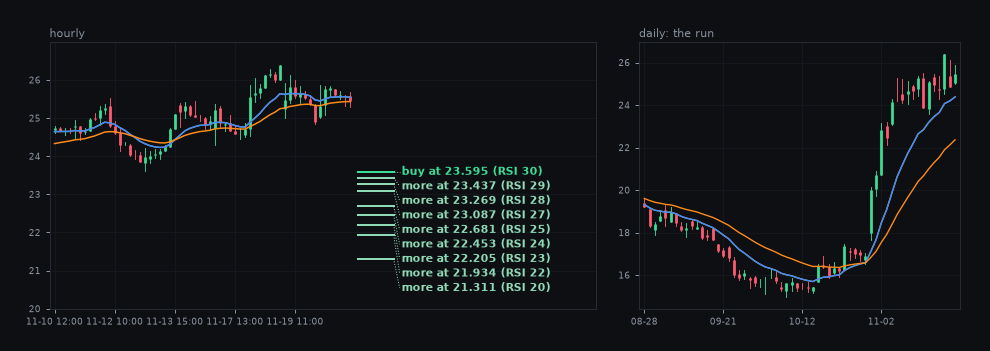 hourly
26
25
24
23
22
21
20
11-10 12:00
11-12 10:00
11-13 15:00
11-17 13:00
11-19 11:00
buy at 23.595 (RSI 30)
more at 23.437 (RSI 29)
more at 23.269 (RSI 28)
more at 23.087 (RSI 27)
more at 22.681 (RSI 25)
more at 22.453 (RSI 24)
more at 22.205 (RSI 23)
more at 21.934 (RSI 22)
more at 21.311 (RSI 20)
daily: the run
26
24
22
20
18
16
08-28
09-21
10-12
11-02